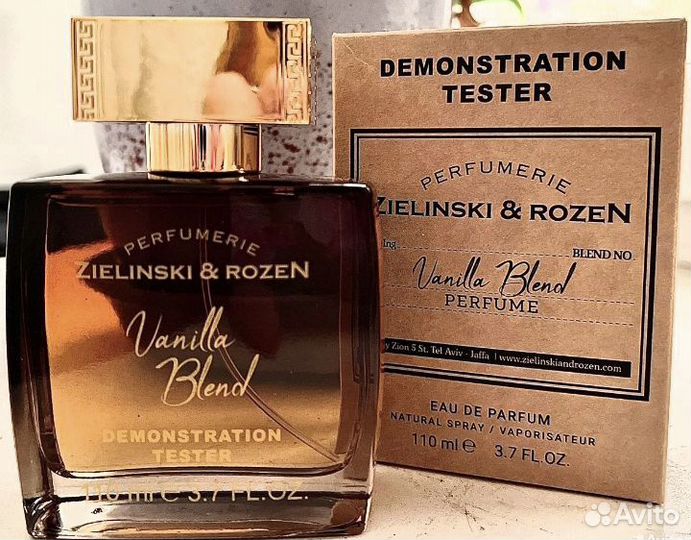 PERFUMERIE
ZIELINSKI & ROZEN
Vanilla
Blend
DEMONSTRATION
TESTER
110 ml e 3.7 FL.OZ.
DEMONSTRATION
TESTER
PERFUMERIE
ZIELINSKI & ROZEN
BLEND NO.
Vanilla Blend
PERFUME
Zion 5 St. Tel Aviv - Jaffa | www.zielinskiandrozen.com
EAU DE PARFUM
NATURAL SPRAY / VAPORISATEUR
110 ml e 3.7 FL.OZ.
Avito